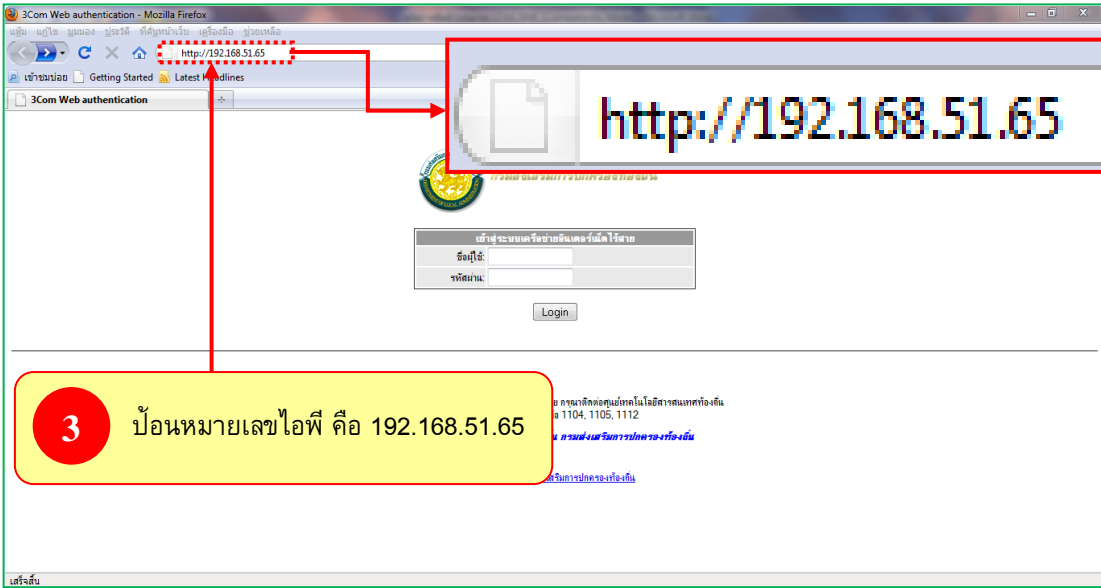 3Com Web authentication - Mozilla Firefox
แฟ้ม แก้ไข มุมมอง ประวัติ ที่คั่นหน้าเว็บ เครื่องมือ ช่วยเหลือ
http://192.168.51.65
เข้าชมบ่อย Getting Started Latest Headlines
3Com Web authentication
http://192.168.51.65
กรมส่งเสริมการปกครองท้องถิ่น
เข้าสู่ระบบเครือข่ายอินเตอร์เน็ตไร้สาย
ชื่อผู้ใช้:
รหัสผ่าน:
Login
กรุณาติดต่อศูนย์เทคโนโลยีสารสนเทศท้องถิ่น
1104, 1105, 1112
กรมส่งเสริมการปกครองท้องถิ่น
3
ป้อนหมายเลขไอพี คือ 192.168.51.65
เสร็จสิ้น